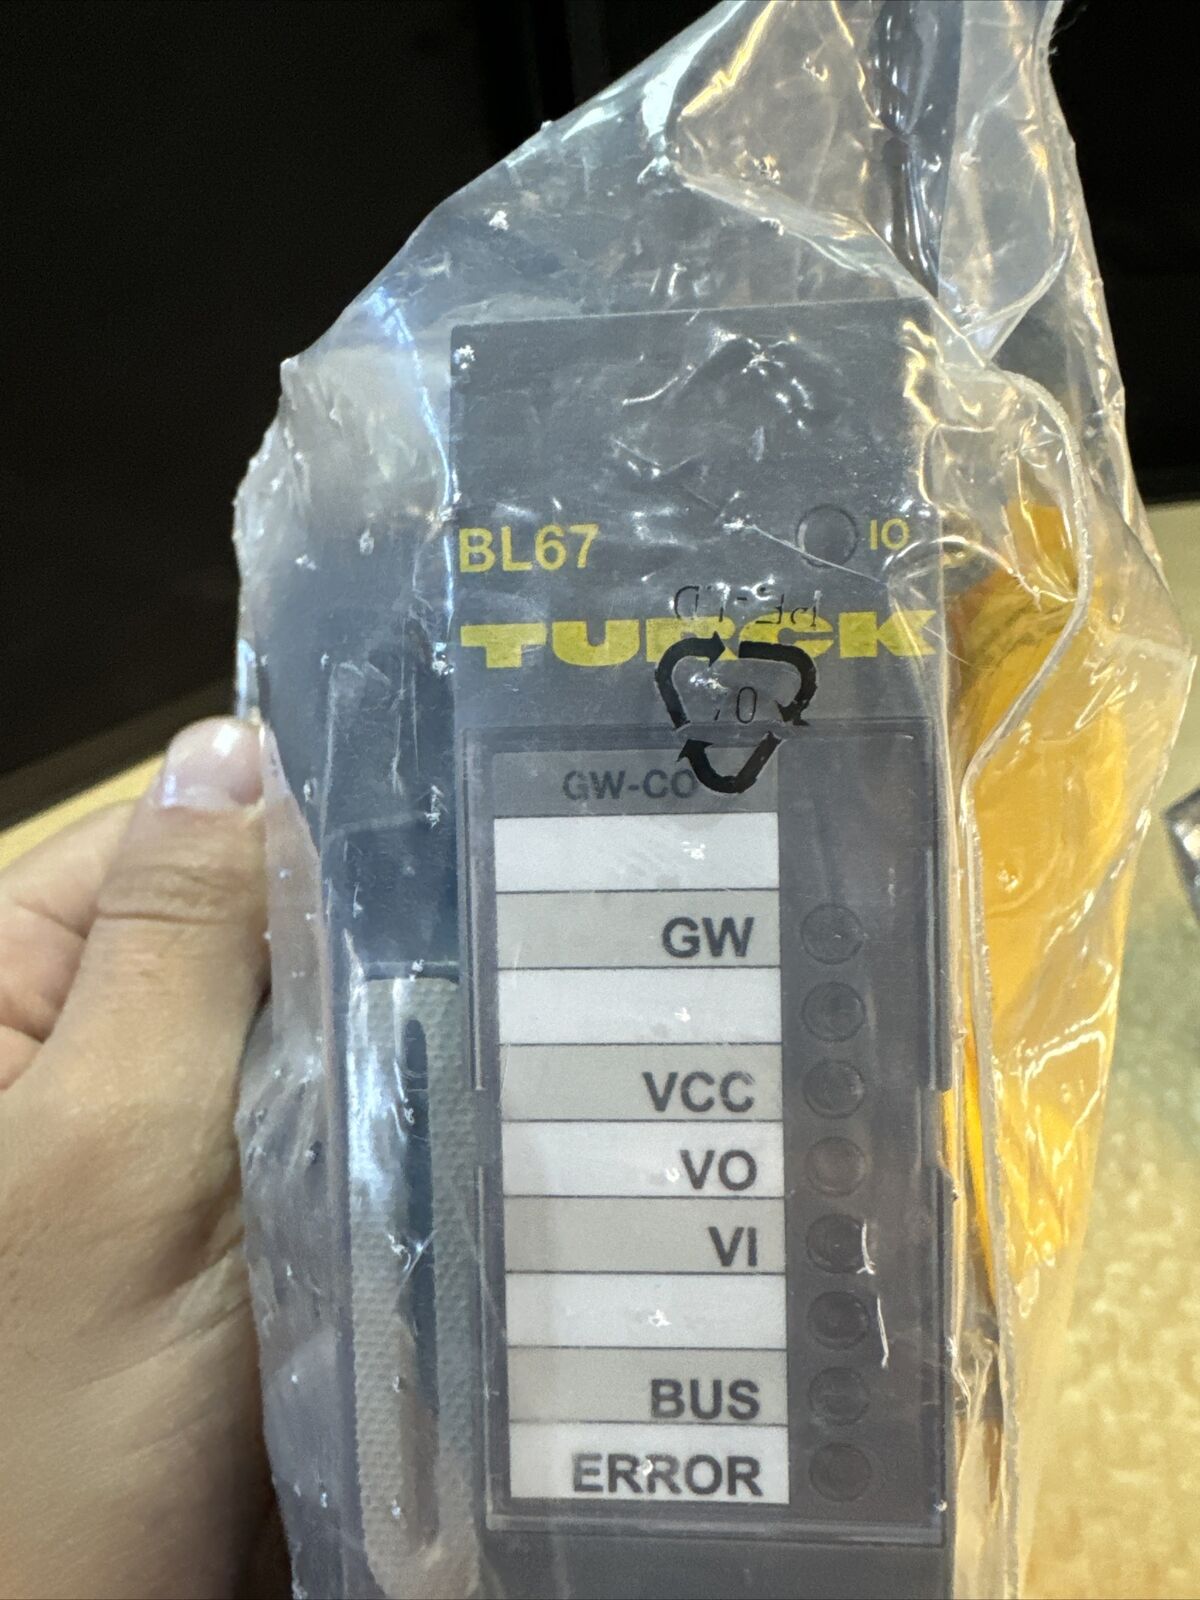 BL67
IO
TURCK
GW-CO
GW
VCC
VO
VI
BUS
ERROR